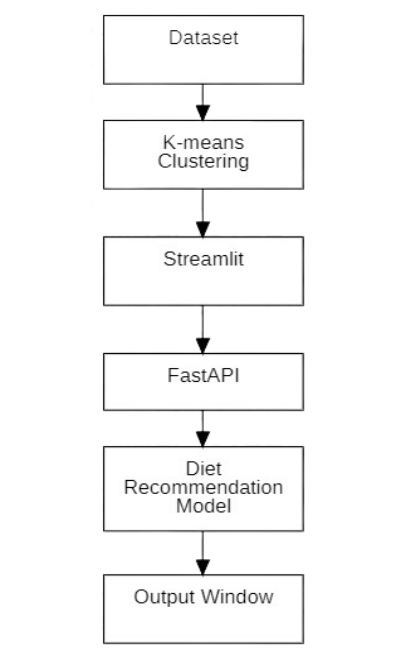 Dataset
K-means
Clustering
Streamlit
FastAPI
Diet
Recommendation
Model
Output Window